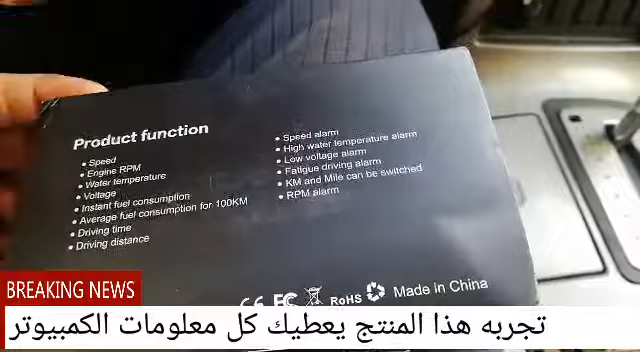 Product function
• Speed
• Engine RPM
• Water temperature
• Voltage
• Instant fuel consumption
• Average fuel consumption for 100KM
• Driving time
• Driving distance
• Speed alarm
• High water temperature alarm
• Low voltage alarm
• Fatigue driving alarm
• KM and Mile can be switched
• RPM alarm
CE FC RoHS Made in China
BREAKING NEWS
تجربه هذا المنتج يعطيك كل معلومات الكمبيوتر